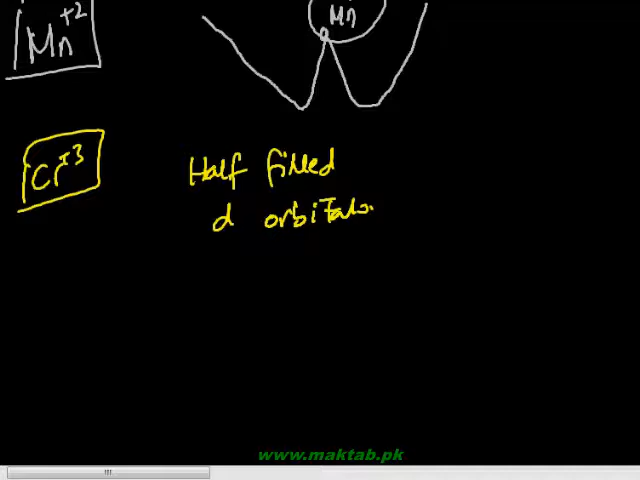 Mn+2
Mn
Cr+3
Half filled
d orbitals.
www.maktab.pk